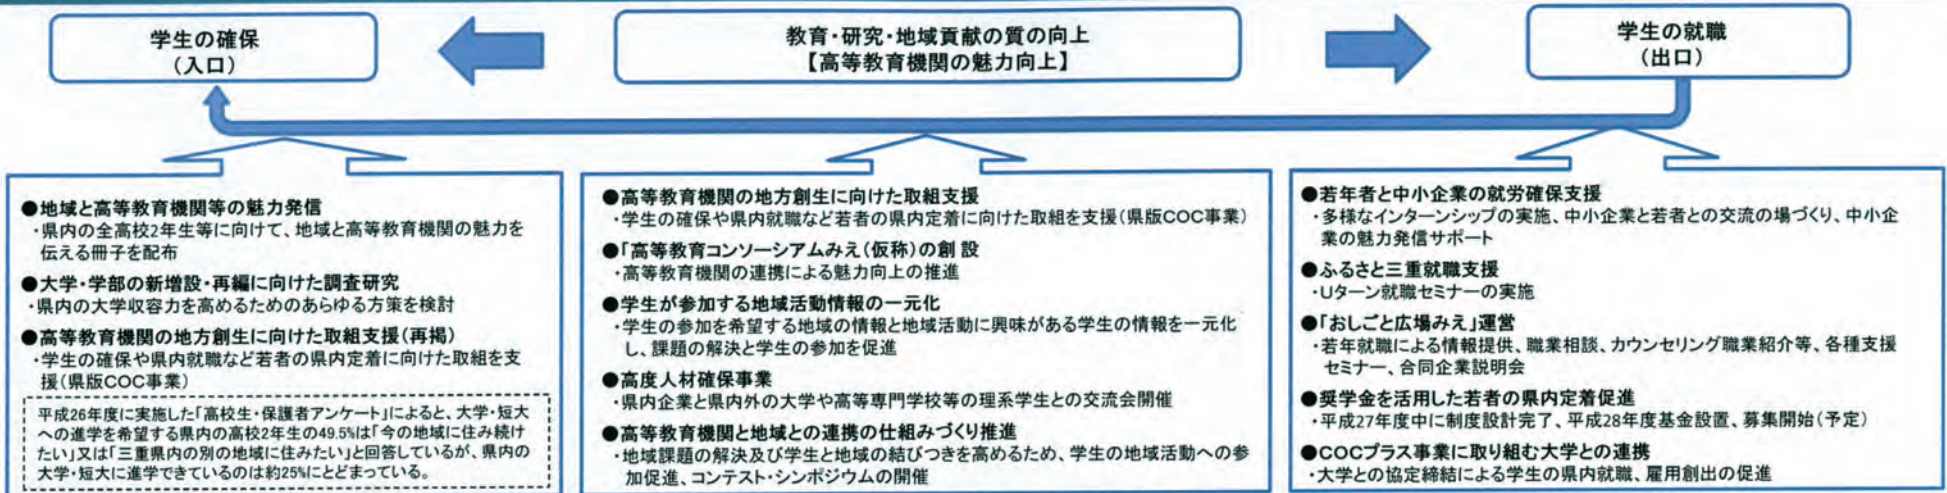 学生の確保
(入口)
教育・研究・地域貢献の質の向上
【高等教育機関の魅力向上】
学生の就職
(出口)
●地域と高等教育機関等の魅力発信
・県内の全高校2年生等に向けて、地域と高等教育機関の魅力を
伝える冊子を配布
●大学・学部の新増設・再編に向けた調査研究
・県内の大学収容力を高めるためのあらゆる方策を検討
●高等教育機関の地方創生に向けた取組支援(再掲)
・学生の確保や県内就職など若者の県内定着に向けた取組を支
援(県版COC事業)
平成26年度に実施した「高校生・保護者アンケート」によると、大学・短大
への進学を希望する県内の高校2年生の49.5%は「今の地域に住み続け
たい」又は「三重県内の別の地域に住みたい」と回答しているが、県内の
大学・短大に進学できているのは約25%にとどまっている。
●高等教育機関の地方創生に向けた取組支援
・学生の確保や県内就職など若者の県内定着に向けた取組を支援(県版COC事業)
●「高等教育コンソーシアムみえ(仮称)の創 設
・高等教育機関の連携による魅力向上の推進
●学生が参加する地域活動情報の一元化
・学生の参加を希望する地域の情報と地域活動に興味がある学生の情報を一元化
し、課題の解決と学生の参加を促進
●高度人材確保事業
・県内企業と県内外の大学や高等専門学校等の理系学生との交流会開催
●高等教育機関と地域との連携の仕組みづくり推進
・地域課題の解決及び学生と地域の結びつきを高めるため、学生の地域活動への参
加促進、コンテスト・シンポジウムの開催
●若年者と中小企業の就労確保支援
・多様なインターンシップの実施、中小企業と若者との交流の場づくり、中小企
業の魅力発信サポート
●ふるさと三重就職支援
・Uターン就職セミナーの実施
●「おしごと広場みえ」運営
・若年就職による情報提供、職業相談、カウンセリング職業紹介等、各種支援
セミナー、合同企業説明会
●奨学金を活用した若者の県内定着促進
・平成27年度中に制度設計完了、平成28年度基金設置、募集開始(予定)
●COCプラス事業に取り組む大学との連携
・大学との協定締結による学生の県内就職、雇用創出の促進